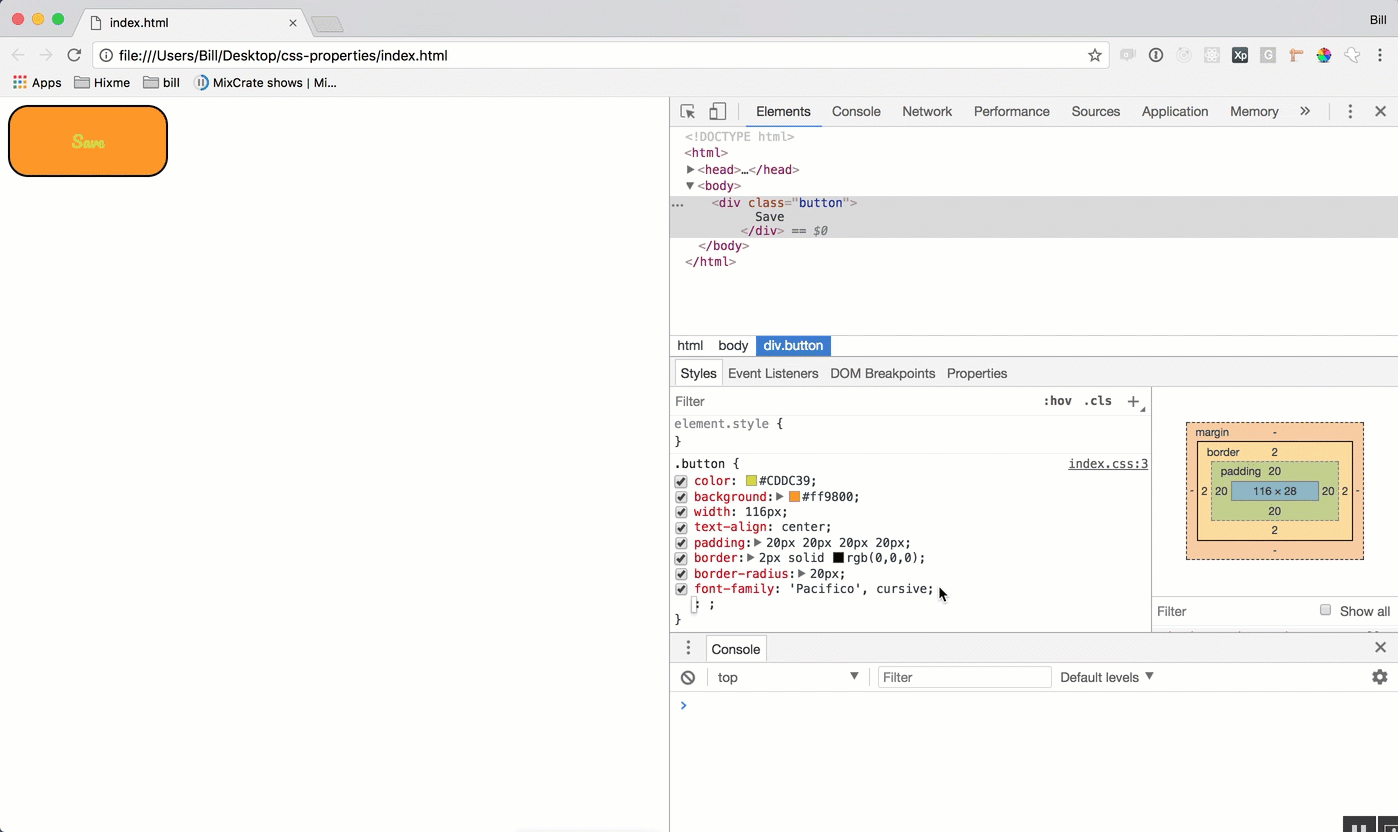 index.html
Bill
file:///Users/Bill/Desktop/css-properties/index.html
Xp
G
Apps Hixme bill MixCrate shows | Mi...
Save
Elements Console Network Performance Sources Application Memory »
<!DOCTYPE html>
<html>
<head>…</head>
<body>
... <div class="button">
Save
</div> == $0
</body>
</html>
html body div.button
Styles Event Listeners DOM Breakpoints Properties
Filter :hov .cls +
element.style {
}
.button { index.css:3
color: #CDDC39;
background: #ff9800;
width: 116px;
text-align: center;
padding: 20px 20px 20px 20px;
border: 2px solid rgb(0,0,0);
border-radius: 20px;
font-family: 'Pacifico', cursive;
: ;
}
margin -
border 2
padding 20
- 2 20 116 × 28 20 2 -
20
2
-
Filter Show all
Console
top Filter Default levels
>